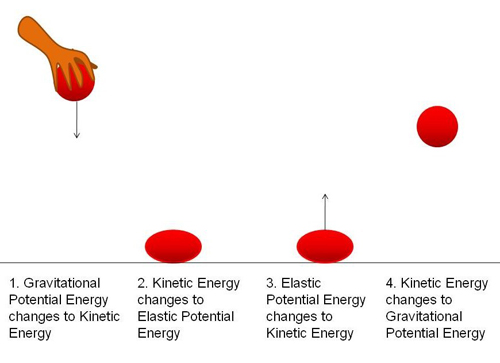 1. Gravitational
Potential Energy
changes to Kinetic
Energy
2. Kinetic Energy
changes to
Elastic Potential
Energy
3. Elastic
Potential Energy
changes to
Kinetic Energy
4. Kinetic Energy
changes to
Gravitational
Potential Energy